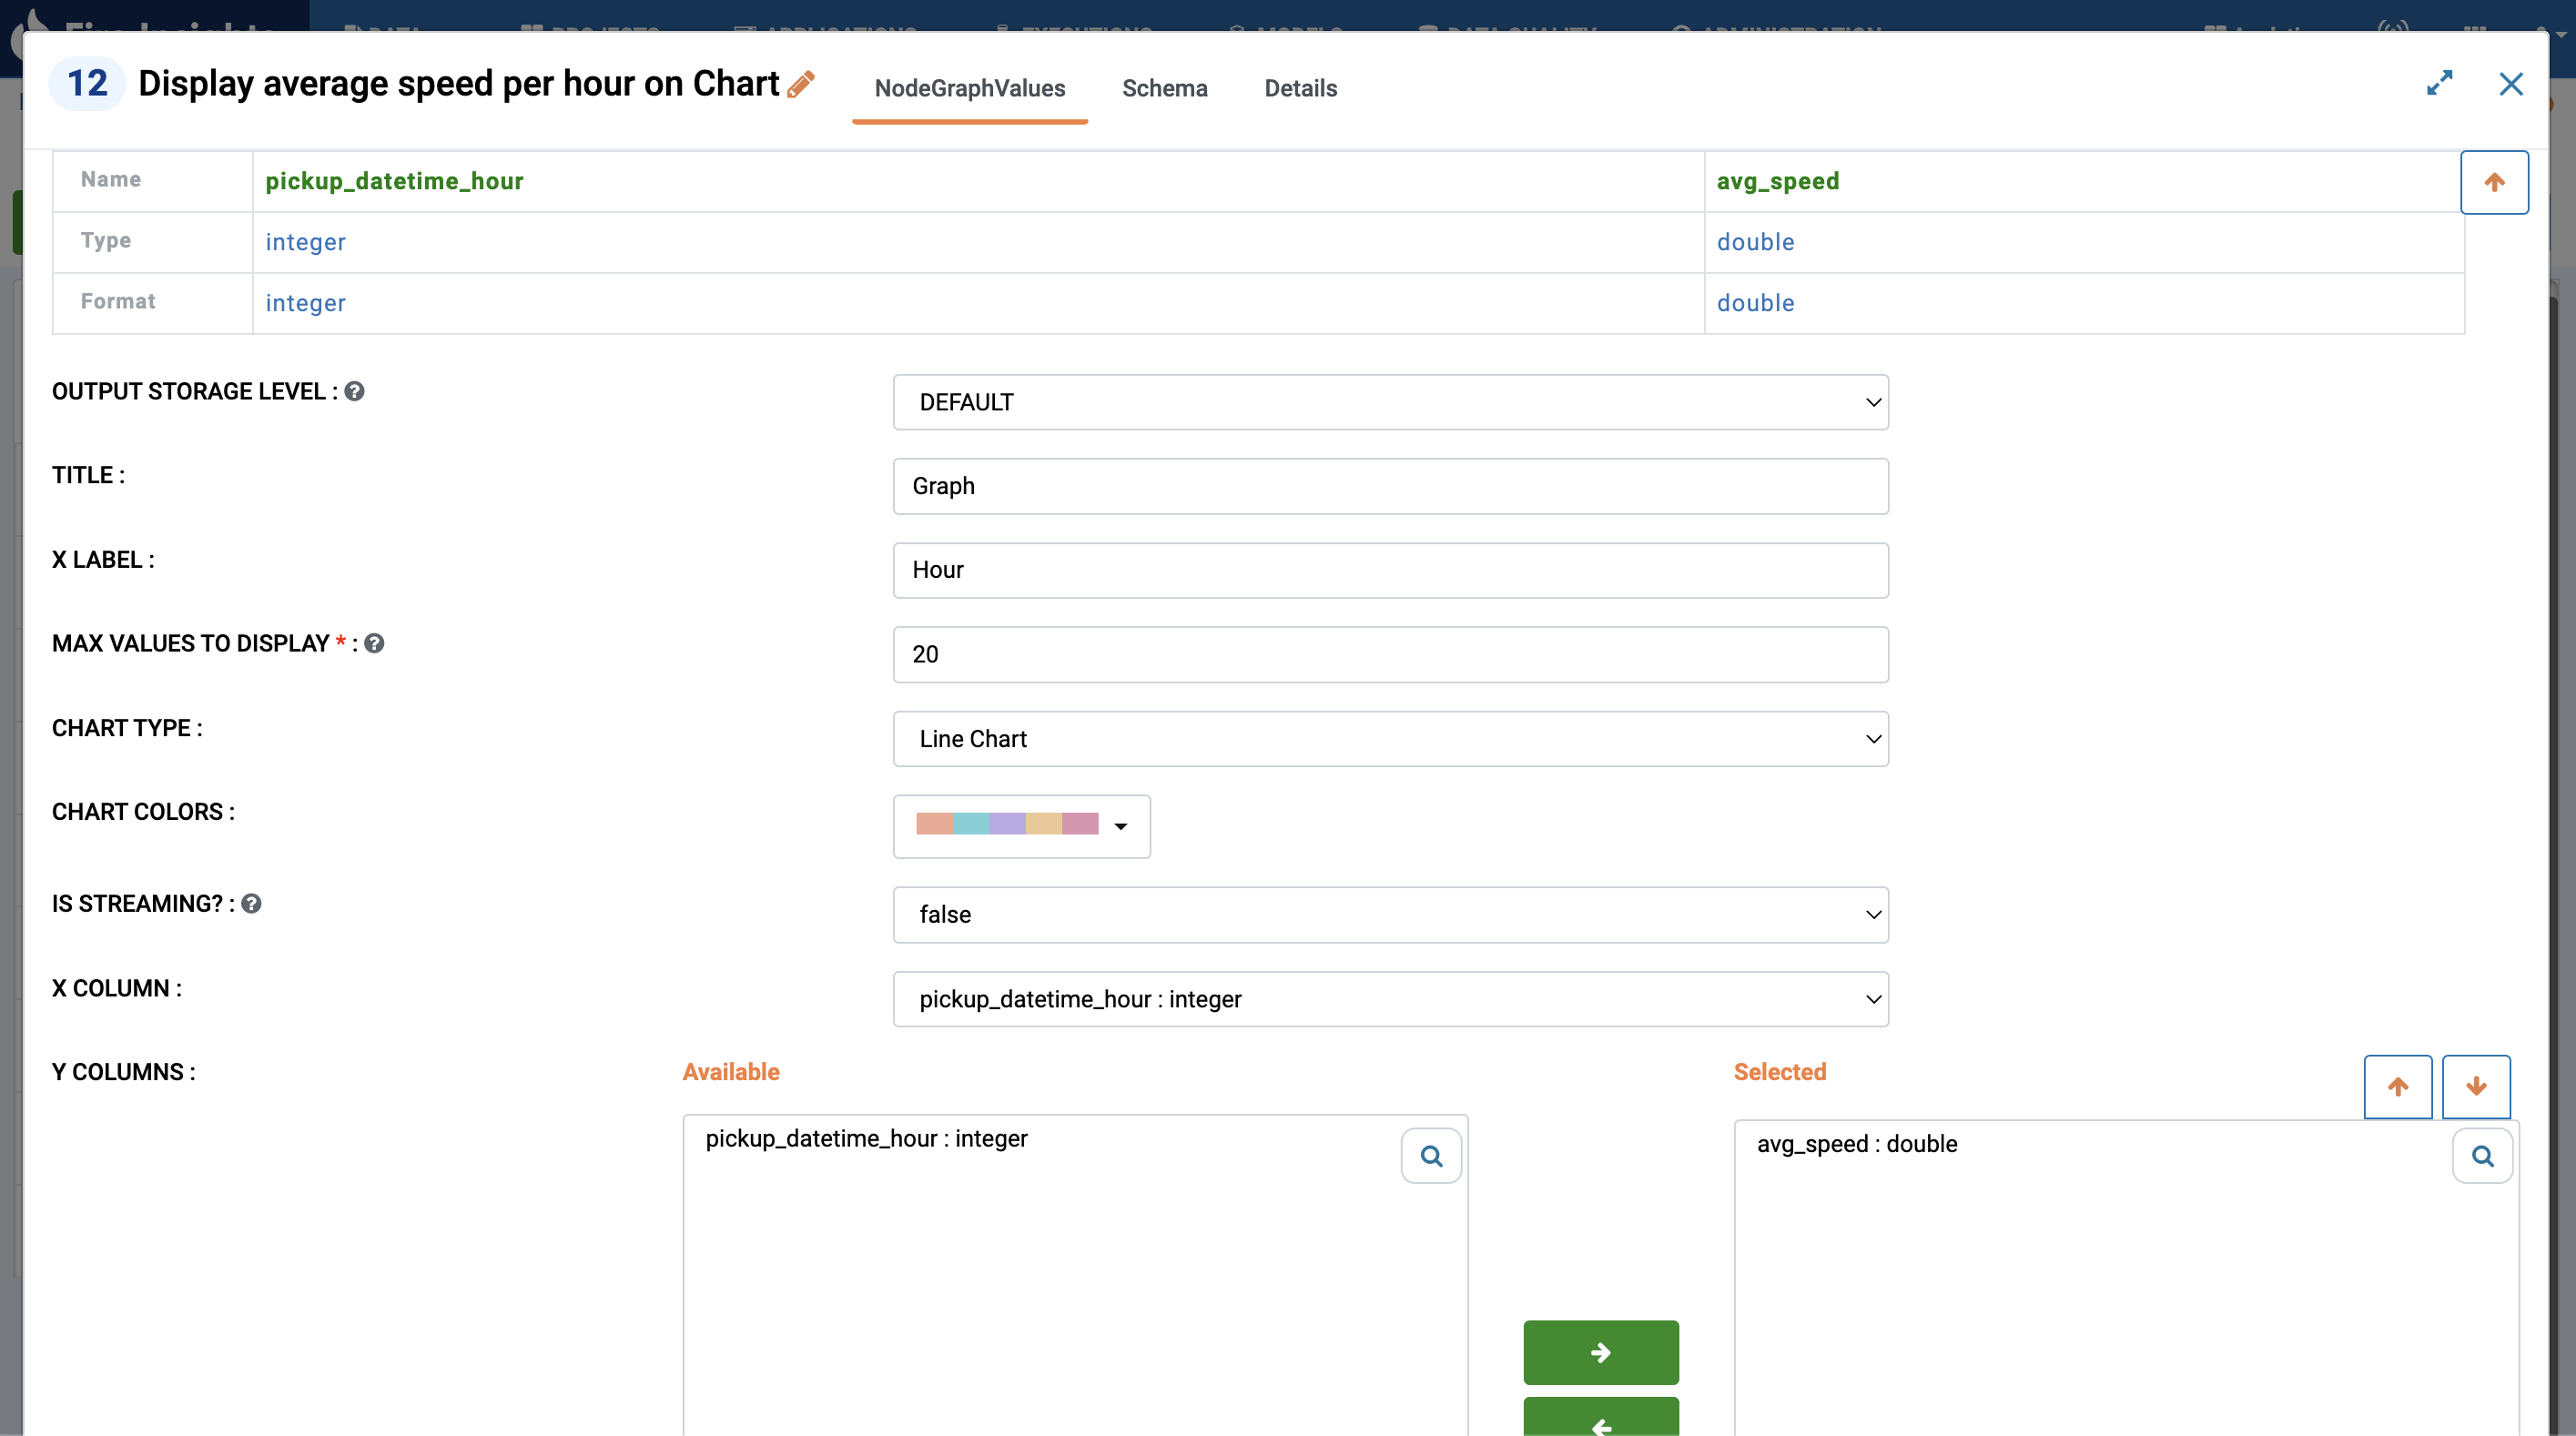 12 Display average speed per hour on Chart NodeGraphValues Schema Details
Name pickup_datetime_hour avg_speed
Type integer double
Format integer double
OUTPUT STORAGE LEVEL : DEFAULT
TITLE : Graph
X LABEL : Hour
MAX VALUES TO DISPLAY * : 20
CHART TYPE : Line Chart
CHART COLORS :
IS STREAMING? : false
X COLUMN : pickup_datetime_hour : integer
Y COLUMNS : Available Selected
pickup_datetime_hour : integer avg_speed : double